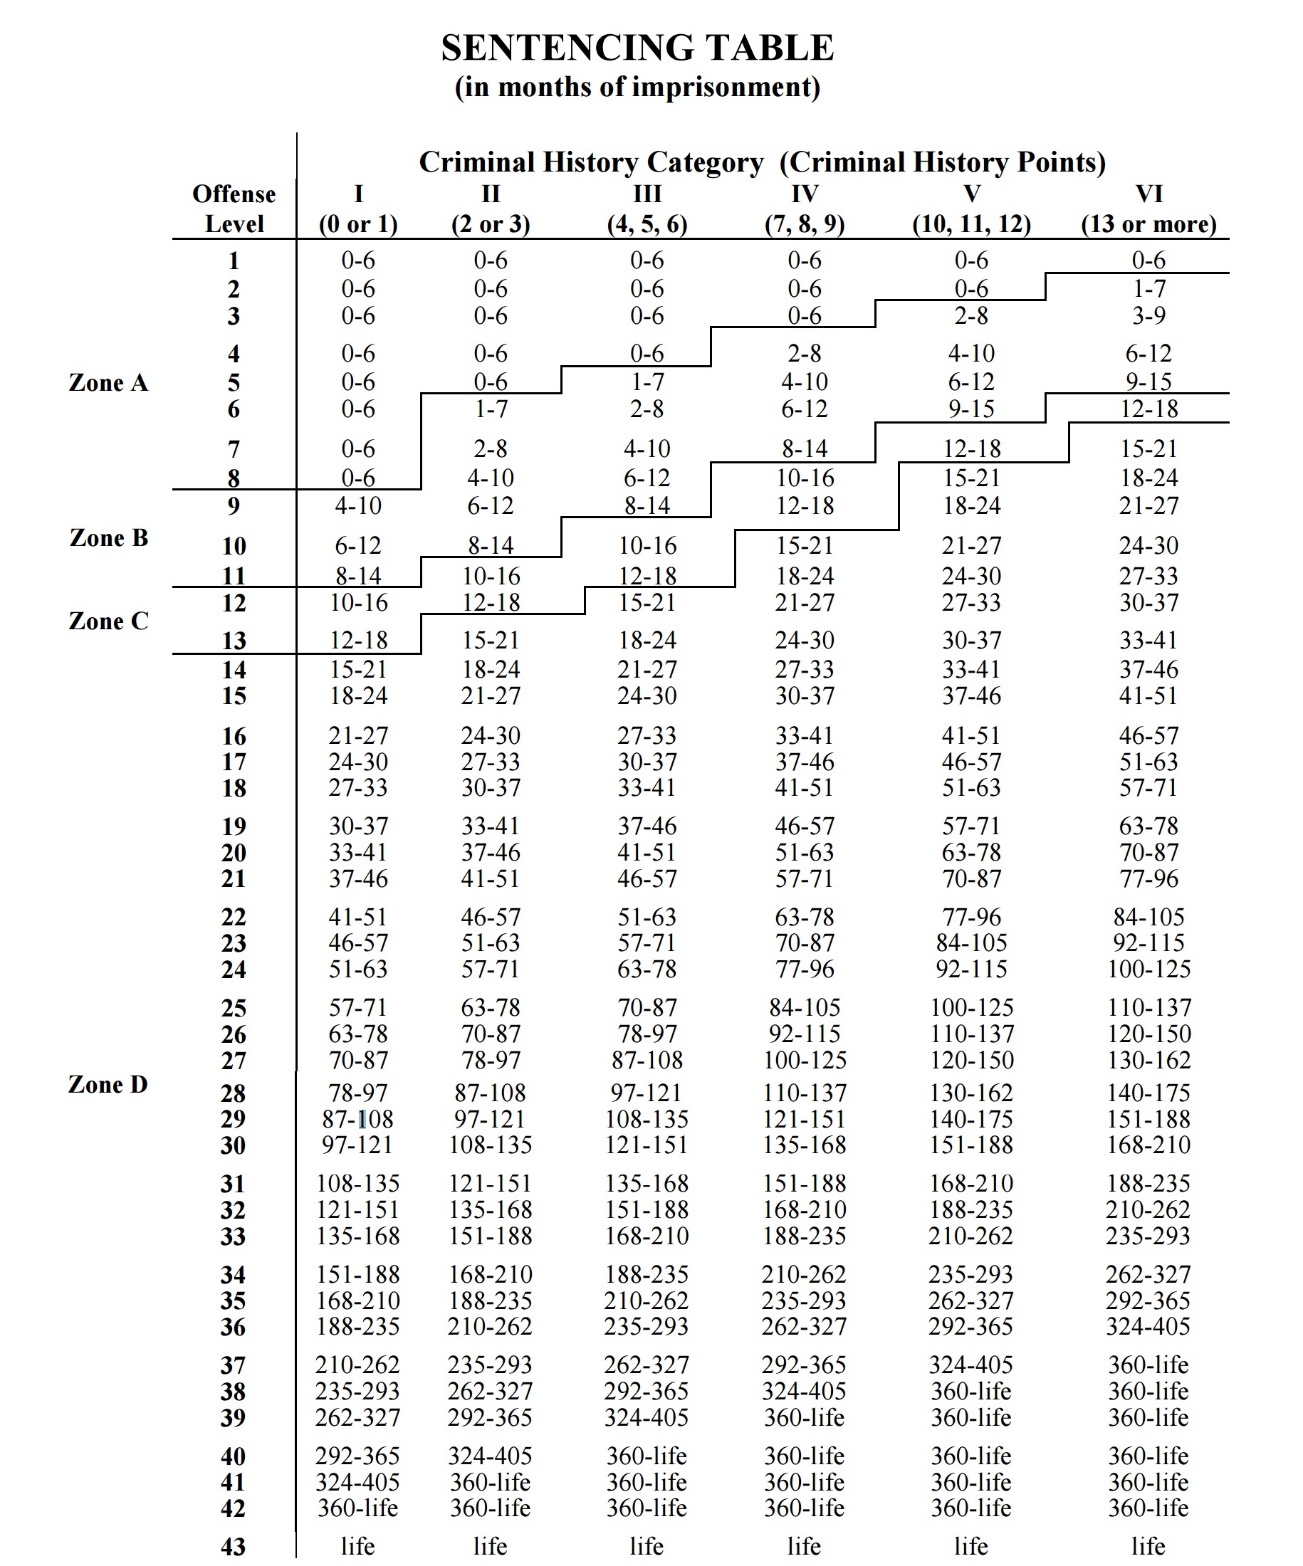 SENTENCING TABLE
(in months of imprisonment)
Criminal History Category (Criminal History Points)
Offense I II III IV V VI
Level (0 or 1) (2 or 3) (4, 5, 6) (7, 8, 9) (10, 11, 12) (13 or more)
1 0-6 0-6 0-6 0-6 0-6 0-6
2 0-6 0-6 0-6 0-6 0-6 1-7
3 0-6 0-6 0-6 0-6 2-8 3-9
4 0-6 0-6 0-6 2-8 4-10 6-12
Zone A 5 0-6 0-6 1-7 4-10 6-12 9-15
6 0-6 1-7 2-8 6-12 9-15 12-18
7 0-6 2-8 4-10 8-14 12-18 15-21
8 0-6 4-10 6-12 10-16 15-21 18-24
9 4-10 6-12 8-14 12-18 18-24 21-27
Zone B 10 6-12 8-14 10-16 15-21 21-27 24-30
11 8-14 10-16 12-18 18-24 24-30 27-33
12 10-16 12-18 15-21 21-27 27-33 30-37
Zone C
13 12-18 15-21 18-24 24-30 30-37 33-41
14 15-21 18-24 21-27 27-33 33-41 37-46
15 18-24 21-27 24-30 30-37 37-46 41-51
16 21-27 24-30 27-33 33-41 41-51 46-57
17 24-30 27-33 30-37 37-46 46-57 51-63
18 27-33 30-37 33-41 41-51 51-63 57-71
19 30-37 33-41 37-46 46-57 57-71 63-78
20 33-41 37-46 41-51 51-63 63-78 70-87
21 37-46 41-51 46-57 57-71 70-87 77-96
22 41-51 46-57 51-63 63-78 77-96 84-105
23 46-57 51-63 57-71 70-87 84-105 92-115
24 51-63 57-71 63-78 77-96 92-115 100-125
25 57-71 63-78 70-87 84-105 100-125 110-137
26 63-78 70-87 78-97 92-115 110-137 120-150
27 70-87 78-97 87-108 100-125 120-150 130-162
Zone D
28 78-97 87-108 97-121 110-137 130-162 140-175
29 87-108 97-121 108-135 121-151 140-175 151-188
30 97-121 108-135 121-151 135-168 151-188 168-210
31 108-135 121-151 135-168 151-188 168-210 188-235
32 121-151 135-168 151-188 168-210 188-235 210-262
33 135-168 151-188 168-210 188-235 210-262 235-293
34 151-188 168-210 188-235 210-262 235-293 262-327
35 168-210 188-235 210-262 235-293 262-327 292-365
36 188-235 210-262 235-293 262-327 292-365 324-405
37 210-262 235-293 262-327 292-365 324-405 360-life
38 235-293 262-327 292-365 324-405 360-life 360-life
39 262-327 292-365 324-405 360-life 360-life 360-life
40 292-365 324-405 360-life 360-life 360-life 360-life
41 324-405 360-life 360-life 360-life 360-life 360-life
42 360-life 360-life 360-life 360-life 360-life 360-life
43 life life life life life life